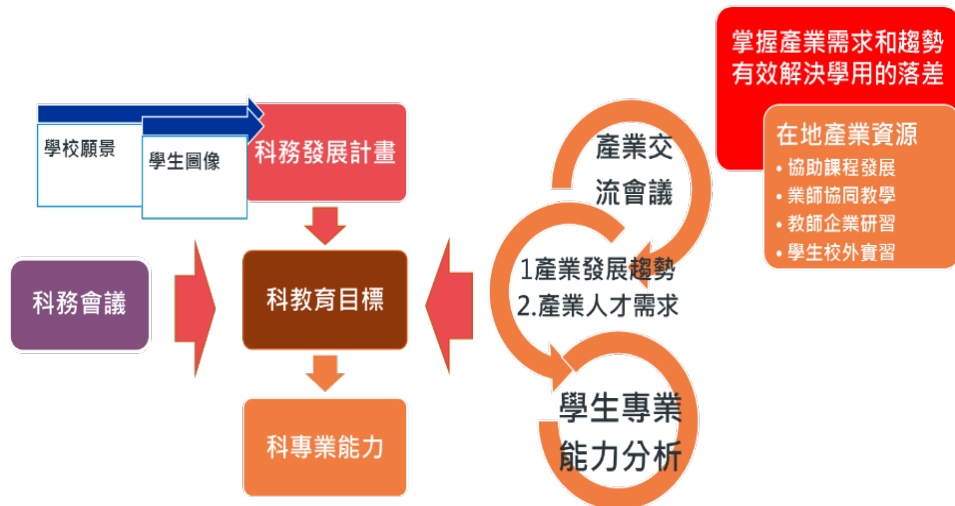 學校願景
學生圖像
科務發展計畫
科務會議
科教育目標
科專業能力
產業交
流會議
1產業發展趨勢
2.產業人才需求
學生專業
能力分析
掌握產業需求和趨勢
有效解決學用的落差
在地產業資源
• 協助課程發展
• 業師協同教學
• 教師企業研習
• 學生校外實習